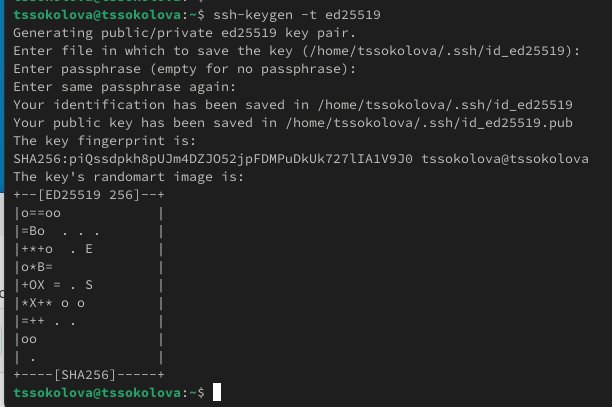 tssokolova@tssokolova:~$ ssh-keygen -t ed25519
Generating public/private ed25519 key pair.
Enter file in which to save the key (/home/tssokolova/.ssh/id_ed25519):
Enter passphrase (empty for no passphrase):
Enter same passphrase again:
Your identification has been saved in /home/tssokolova/.ssh/id_ed25519
Your public key has been saved in /home/tssokolova/.ssh/id_ed25519.pub
The key fingerprint is:
SHA256:piQssdpkh8pUJm4DZJO52jpFDMPuDkUk727lIA1V9J0 tssokolova@tssokolova
The key's randomart image is:
+--[ED25519 256]--+
|o==oo            |
|=Bo  . . .       |
|+*+o  . E        |
|o*B=             |
|+OX = . S        |
|*X+* o o         |
|=++ . .          |
|oo               |
| .               |
+----[SHA256]-----+
tssokolova@tssokolova:~$